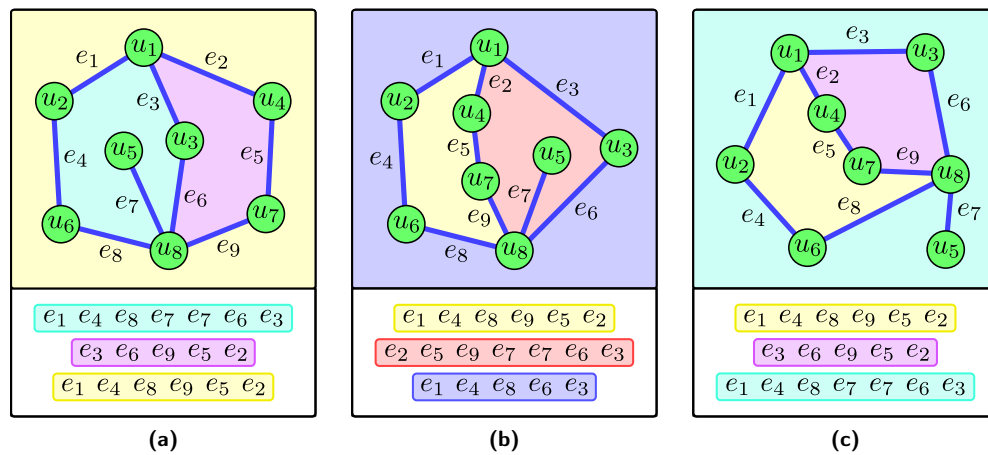 u₁
e₁ e₂
u₂ e₃ u₄
u₅ u₃
e₄ e₅
e₇ e₆
u₆ u₇
e₈ u₈ e₉
e₁ e₄ e₈ e₇ e₇ e₆ e₃
e₃ e₆ e₉ e₅ e₂
e₁ e₄ e₈ e₉ e₅ e₂
(a)
u₁
e₁ e₂ e₃
u₂ u₄
e₄ e₅ u₅ u₃
u₇ e₇
u₆ e₉ e₆
e₈ u₈
e₁ e₄ e₈ e₉ e₅ e₂
e₂ e₅ e₉ e₇ e₇ e₆ e₃
e₁ e₄ e₈ e₆ e₃
(b)
e₃
u₁ u₃
e₂
e₁ u₄ e₆
e₅ e₉
u₂ u₇ u₈
e₄ e₈ e₇
u₆ u₅
e₁ e₄ e₈ e₉ e₅ e₂
e₃ e₆ e₉ e₅ e₂
e₁ e₄ e₈ e₇ e₇ e₆ e₃
(c)